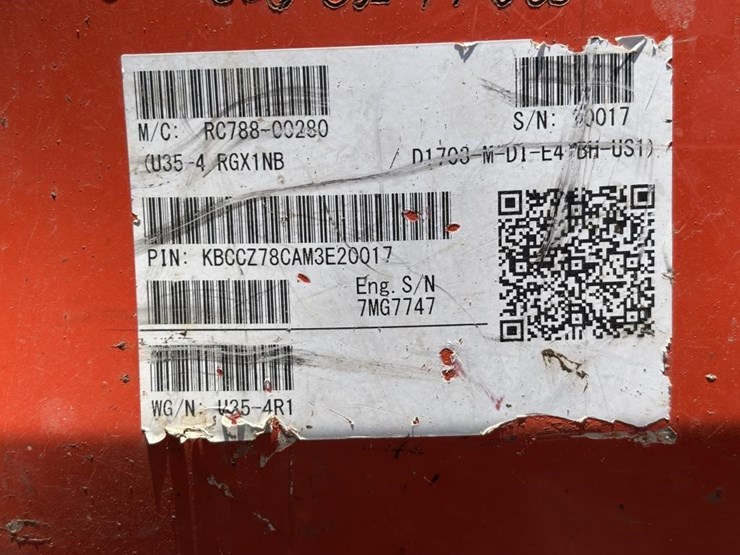 M/C: RC788-00280
S/N: 20017
(U35-4 RGX1NB / D1703-M-DI-E4 BH-US1)
PIN: KBCCZ78CAM3E20017
Eng. S/N
7MG7747
WG/N: U35-4R1